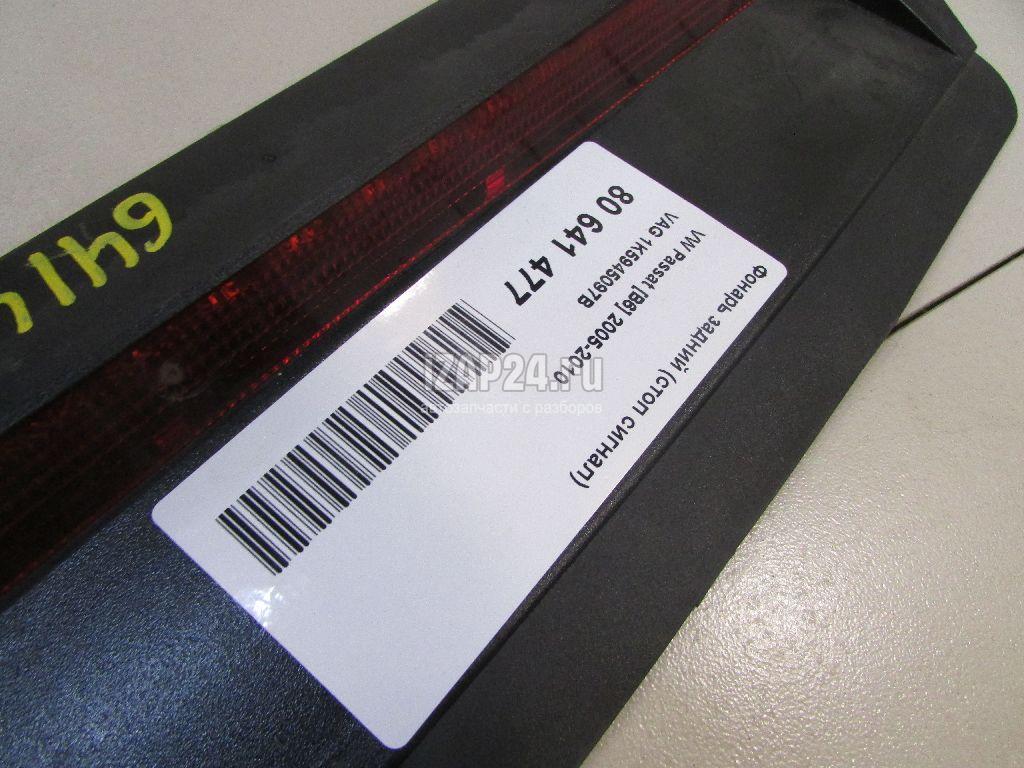 Фонарь задний (стоп сигнал)
VW Passat [B6] 2005-2010
VAG 1K5945097B
80 641 477
641
iZAP24.ru
автозапчасти с разборов